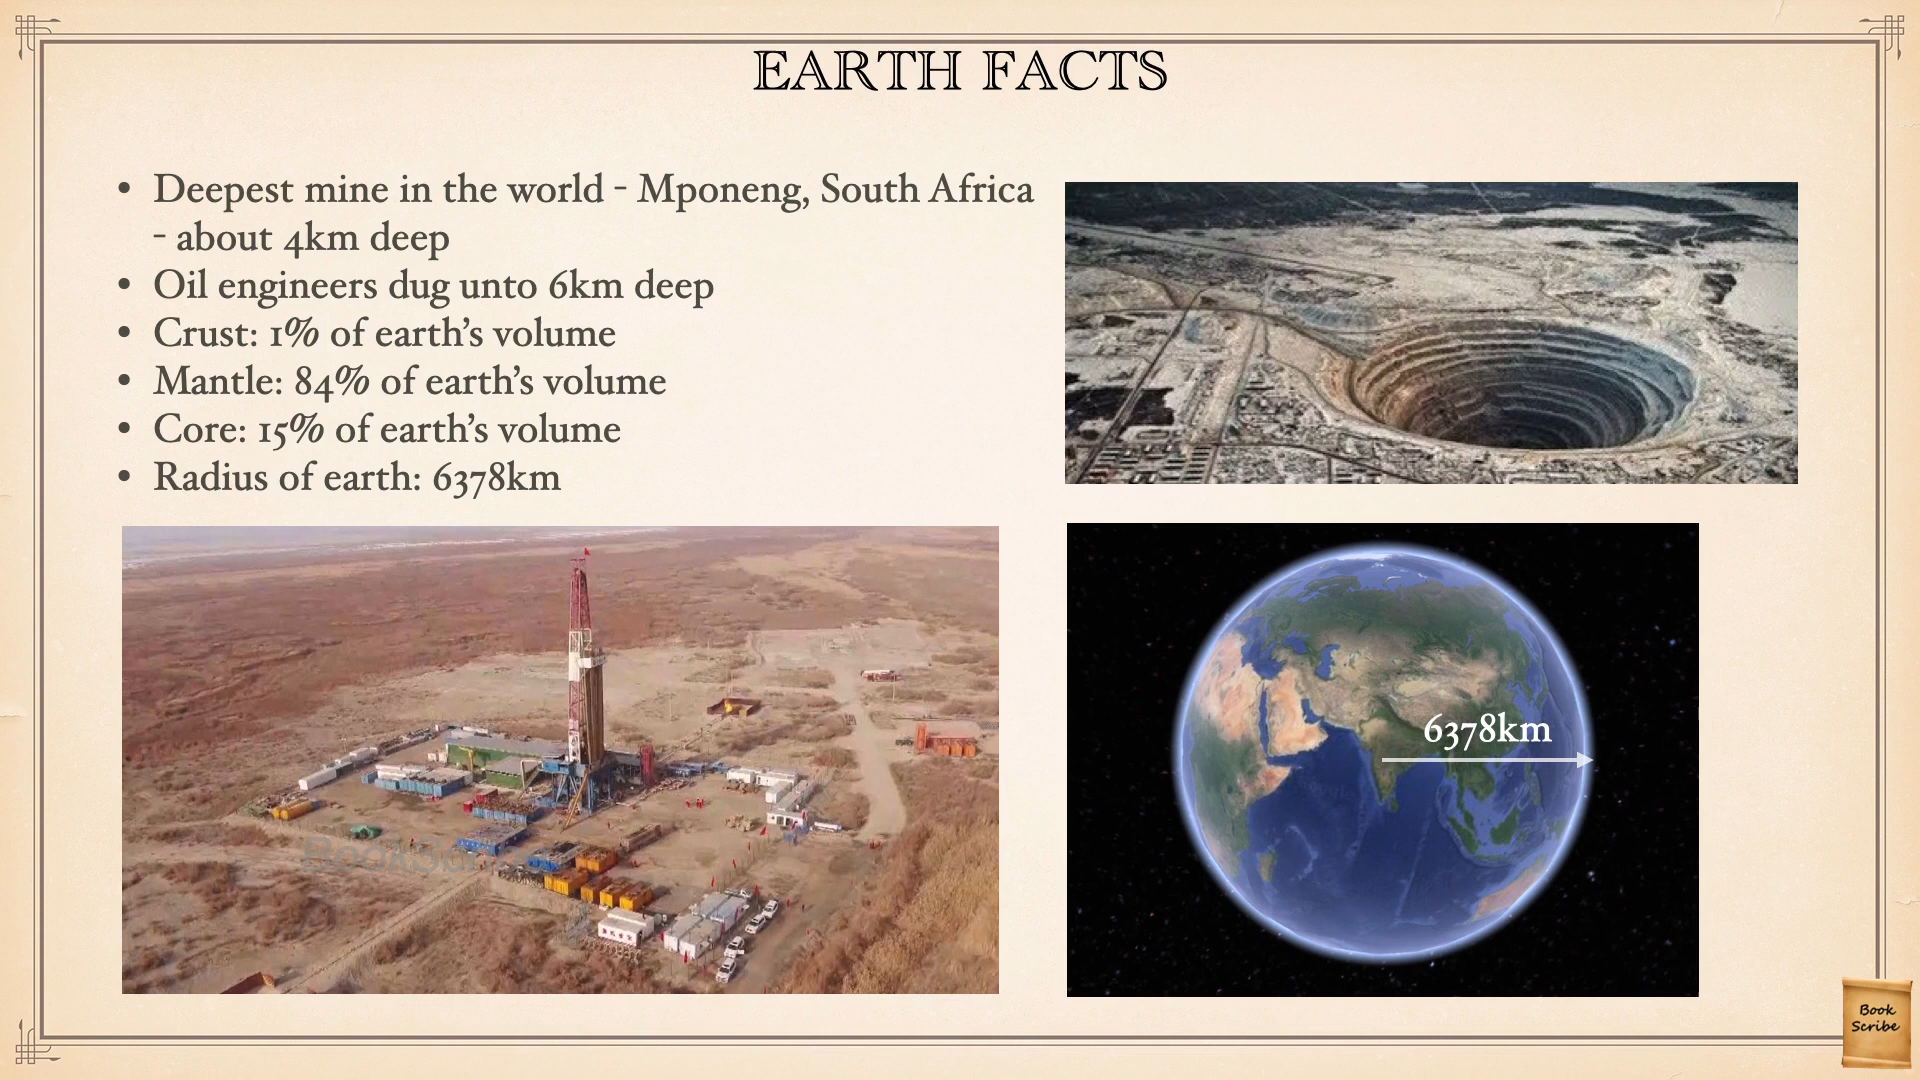 EARTH FACTS
• Deepest mine in the world - Mponeng, South Africa
- about 4km deep
• Oil engineers dug unto 6km deep
• Crust: 1% of earth’s volume
• Mantle: 84% of earth’s volume
• Core: 15% of earth’s volume
• Radius of earth: 6378km
6378km
BookScribe
Book
Scribe